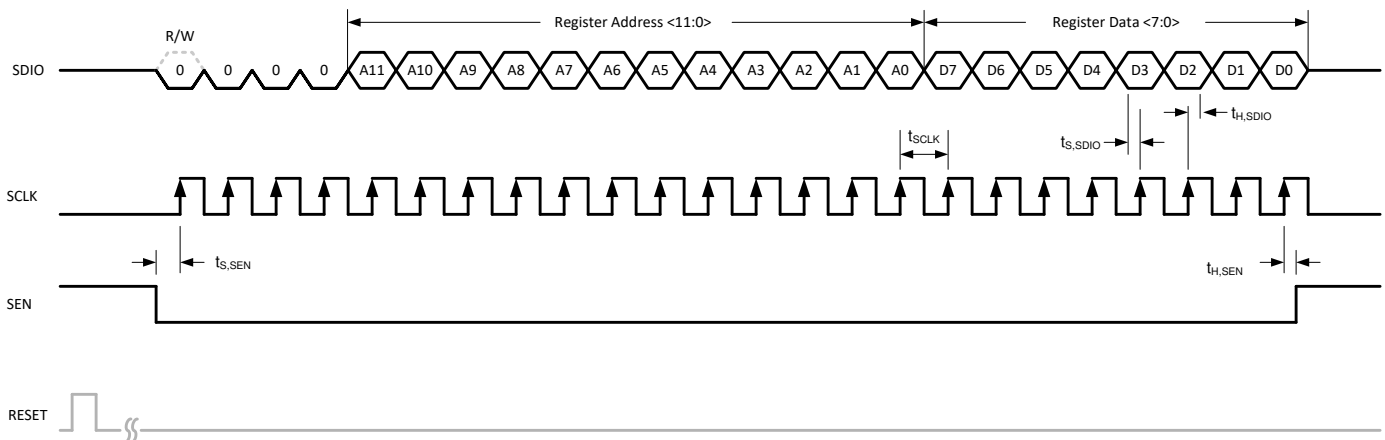 Register Address <11:0> Register Data <7:0>
R/W
SDIO 0 0 0 0 A11 A10 A9 A8 A7 A6 A5 A4 A3 A2 A1 A0 D7 D6 D5 D4 D3 D2 D1 D0
tH,SDIO
tSCLK tS,SDIO
SCLK
tS,SEN tH,SEN
SEN
RESET